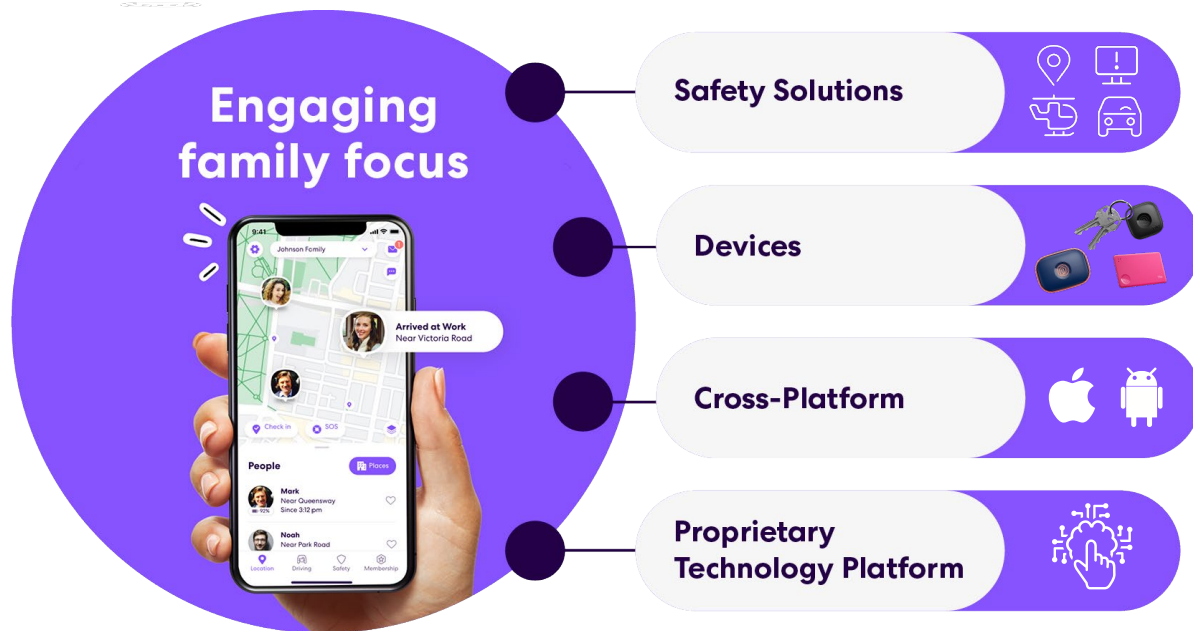 Engaging
family focus
9:41
Johnson Family
1
Arrived at Work
Near Victoria Road
Check in
SOS
People
Places
Mark
Near Queensway
Since 3:12 pm
92%
Noah
Near Park Road
Location
Driving
Safety
Membership
Safety Solutions
Devices
Cross-Platform
Proprietary
Technology Platform